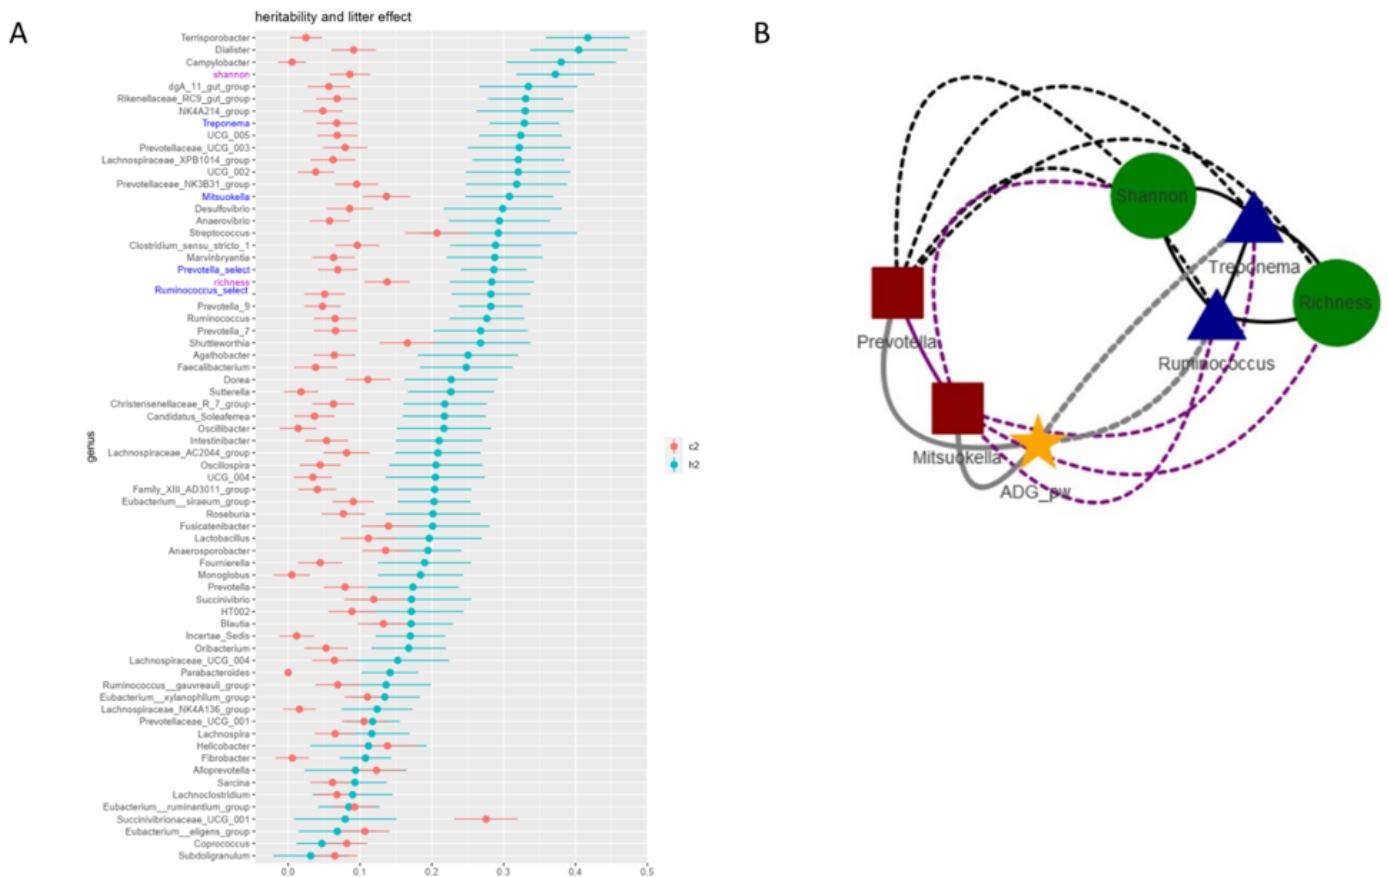 A
heritability and litter effect
B
genus
Terrisporobacter
Dialister
Campylobacter
shannon
dgA_11_gut_group
Rikenellaceae_RC9_gut_group
NK4A214_group
Treponema
UCG_005
Prevotellaceae_UCG_003
Lachnospiraceae_XPB1014_group
UCG_002
Prevotellaceae_NK3B31_group
Mitsuokella
Desulfovibrio
Anaerovibrio
Streptococcus
Clostridium_sensu_stricto_1
Marvinbryantia
Prevotella_select
richness
Ruminococcus_select
Prevotella_9
Ruminococcus
Prevotella_7
Shuttleworthia
Agathobacter
Faecalibacterium
Dorea
Sutterella
Christensenellaceae_R_7_group
Candidatus_Soleaferrea
Oscillibacter
Intestinibacter
Lachnospiraceae_AC2044_group
Oscillospira
UCG_004
Family_XIII_AD3011_group
Eubacterium__siraeum_group
Roseburia
Fusicatenibacter
Lactobacillus
Anaerosporobacter
Fournierella
Monoglobus
Prevotella
Succinivibrio
HT002
Blautia
Incertae_Sedis
Oribacterium
Lachnospiraceae_UCG_004
Parabacteroides
Ruminococcus__gauvreauii_group
Eubacterium__xylanophilum_group
Lachnospiraceae_NK4A136_group
Prevotellaceae_UCG_001
Lachnospira
Helicobacter
Fibrobacter
Alloprevotella
Sarcina
Lachnoclostridium
Eubacterium__ruminantium_group
Succinivibrionaceae_UCG_001
Eubacterium__eligens_group
Coprococcus
Subdoligranulum
0.0 0.1 0.2 0.3 0.4 0.5
c2
h2
Shannon
Treponema
Richness
Prevotella
Ruminococcus
Mitsuokella
ADG_pw